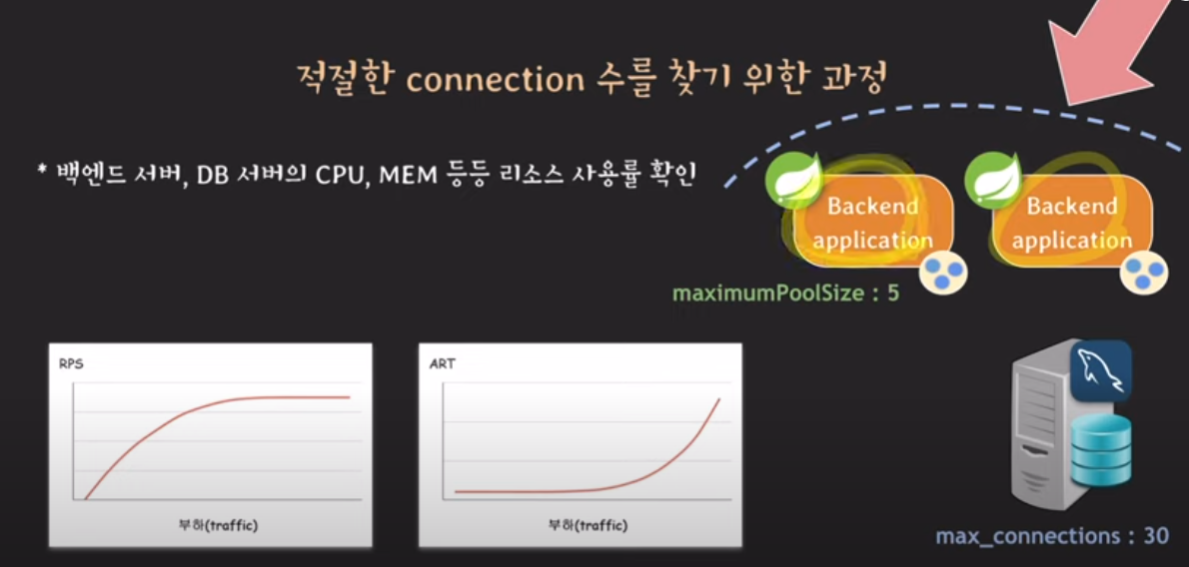 적절한 connection 수를 찾기 위한 과정
* 백엔드 서버, DB 서버의 CPU, MEM 등등 리소스 사용률 확인
Backend
application
Backend
application
maximumPoolSize : 5
RPS
부하(traffic)
ART
부하(traffic)
max_connections : 30